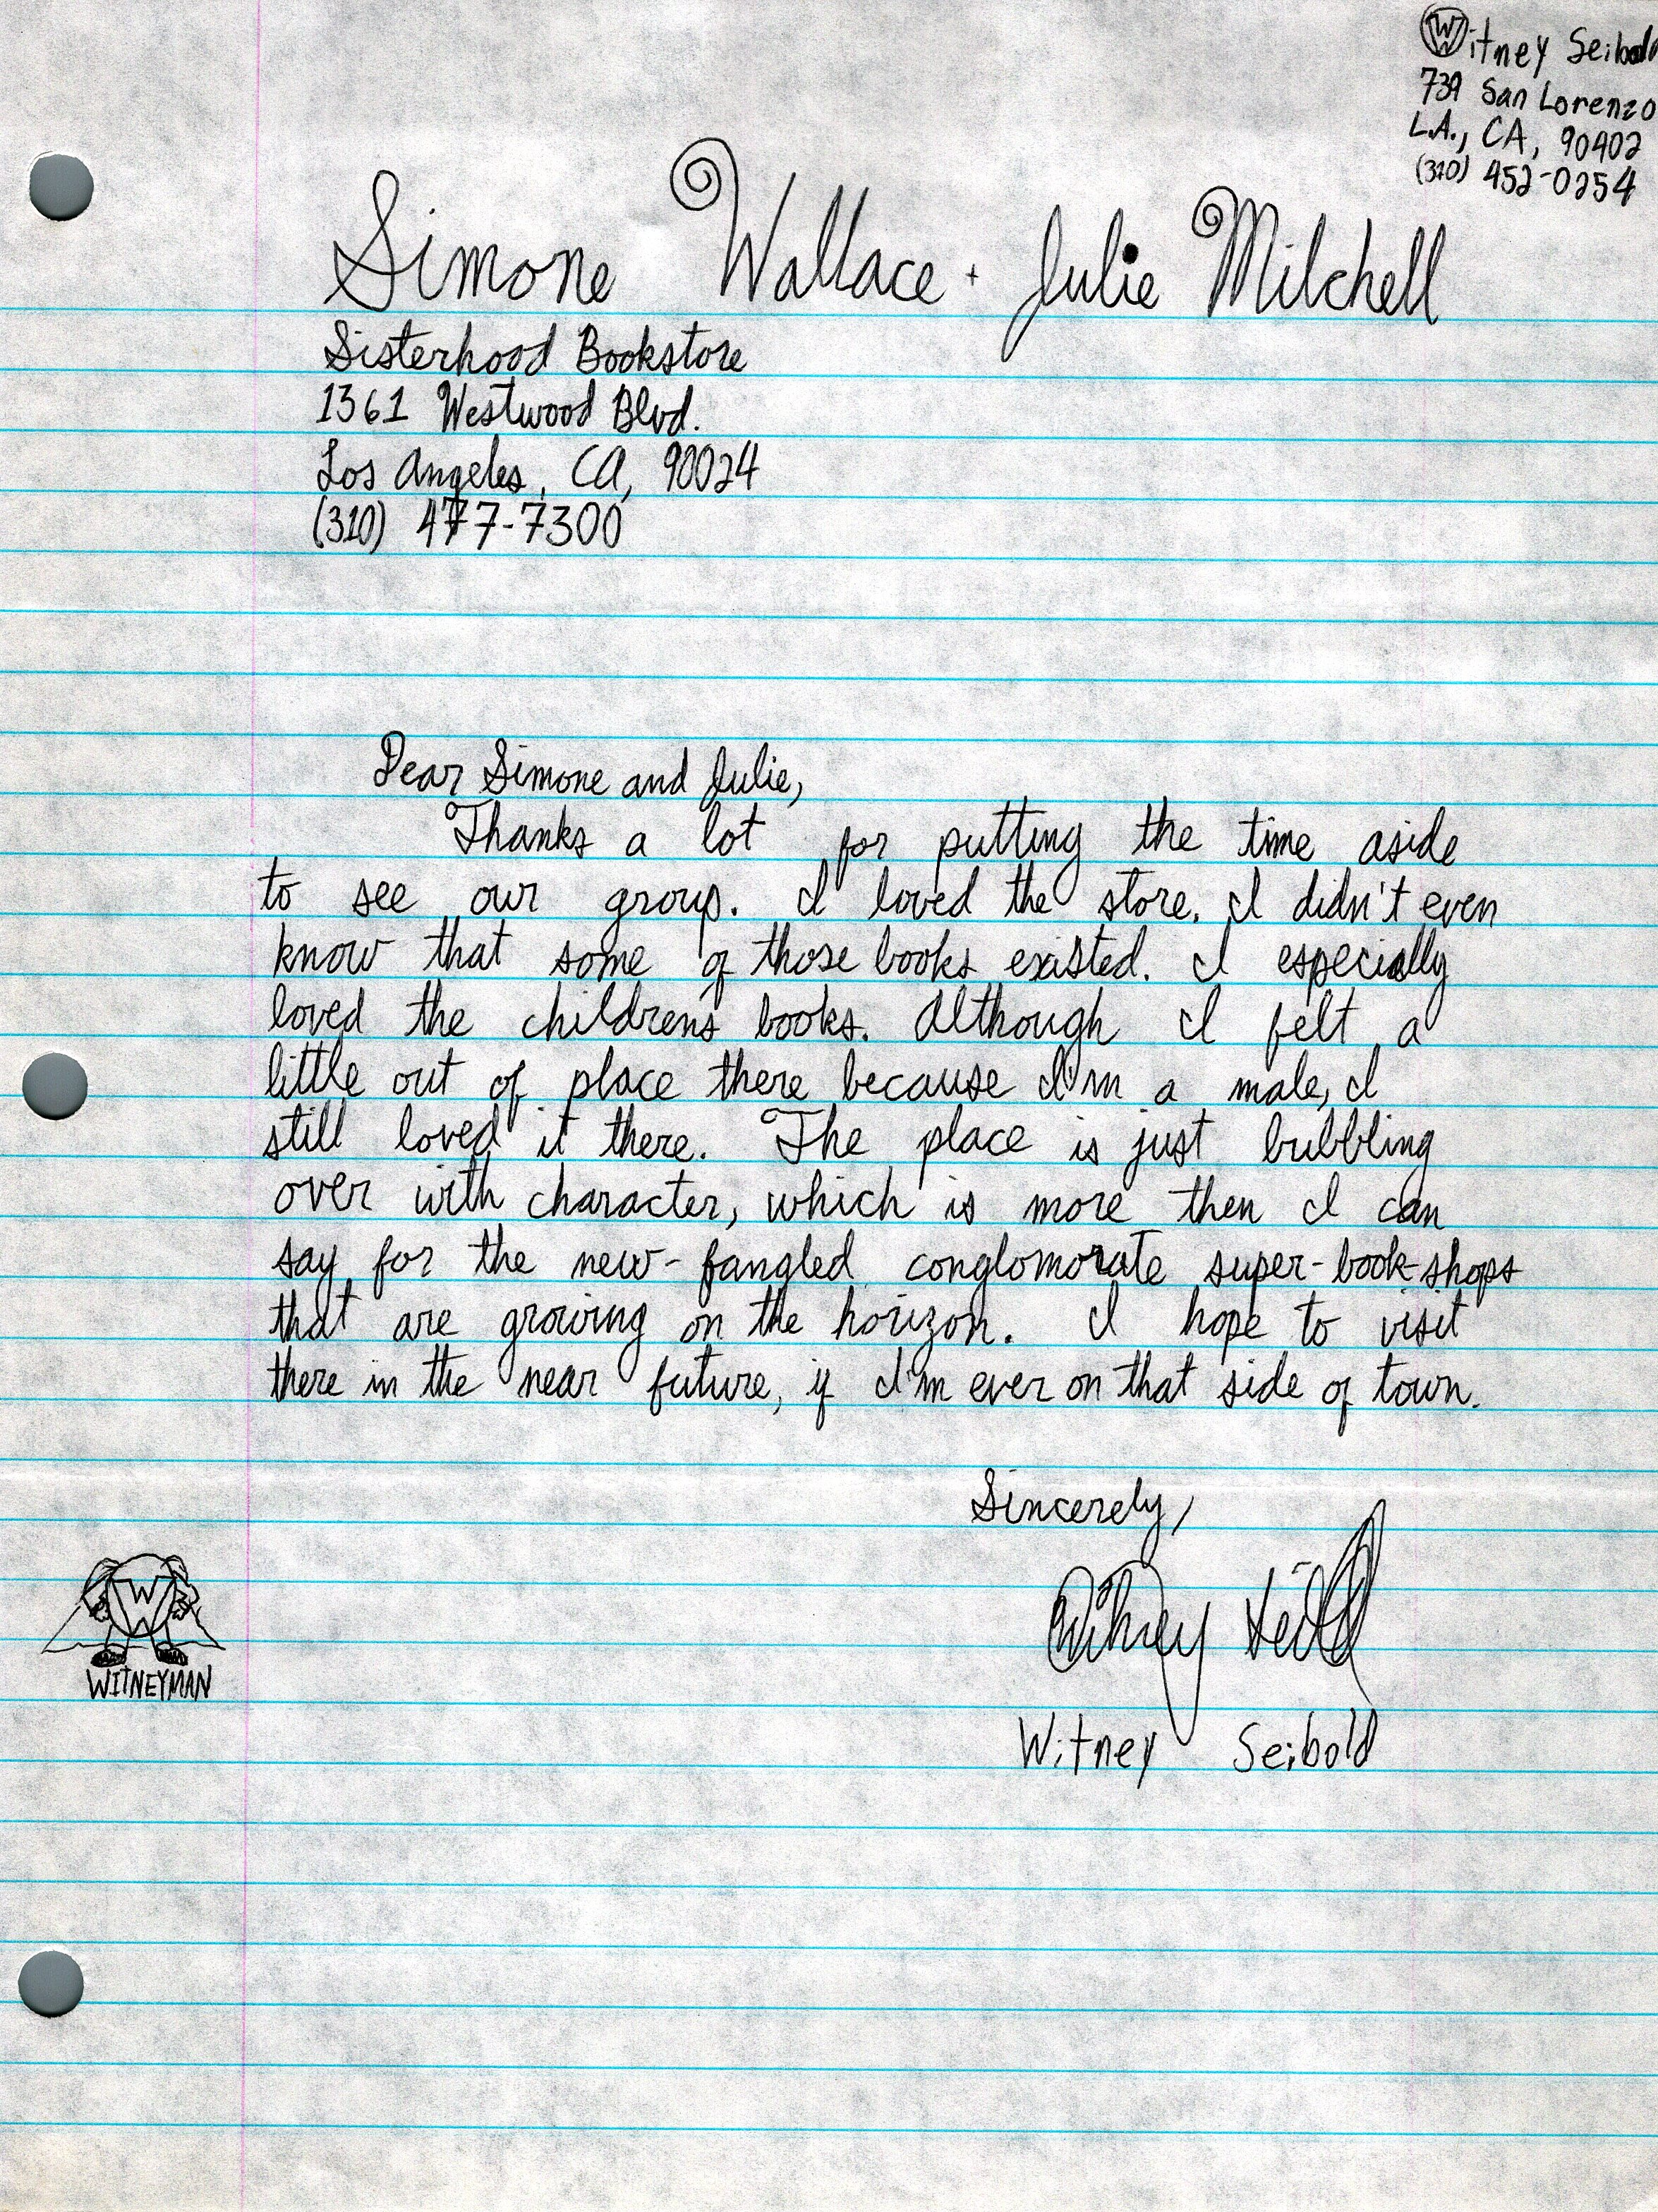 Witney Seibold
739 San Lorenzo
L.A., CA, 90402
(310) 452-0254
Simone Wallace + Julie Mitchell
Sisterhood Bookstore
1361 Westwood Blvd.
Los Angeles, CA, 90024
(310) 477-7300
Dear Simone and Julie,
Thanks a lot for putting the time aside
to see our group. I loved the store. I didn't even
know that some of those books existed. I especially
loved the childrens books. Although I felt a
little out of place there because I'm a male, I
still loved it there. The place is just bubbling
over with character, which is more then I can
say for the new-fangled conglomorate super-book-shops
that are growing on the horizon. I hope to visit
there in the near future, if I'm ever on that side of town.
Sincerely,
Witney Seibold
W
WITNEYMAN
Witney Seibold